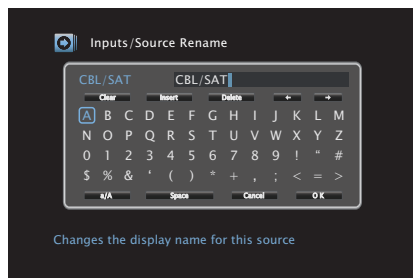 Inputs/Source Rename
CBL/SAT CBL/SAT
Clear Insert Delete ← →
A B C D E F G H I J K L M
N O P Q R S T U V W X Y Z
0 1 2 3 4 5 6 7 8 9 ! “ #
$ % & ‘ ( ) * + , ; < = >
a/A Space Cancel OK
Changes the display name for this source